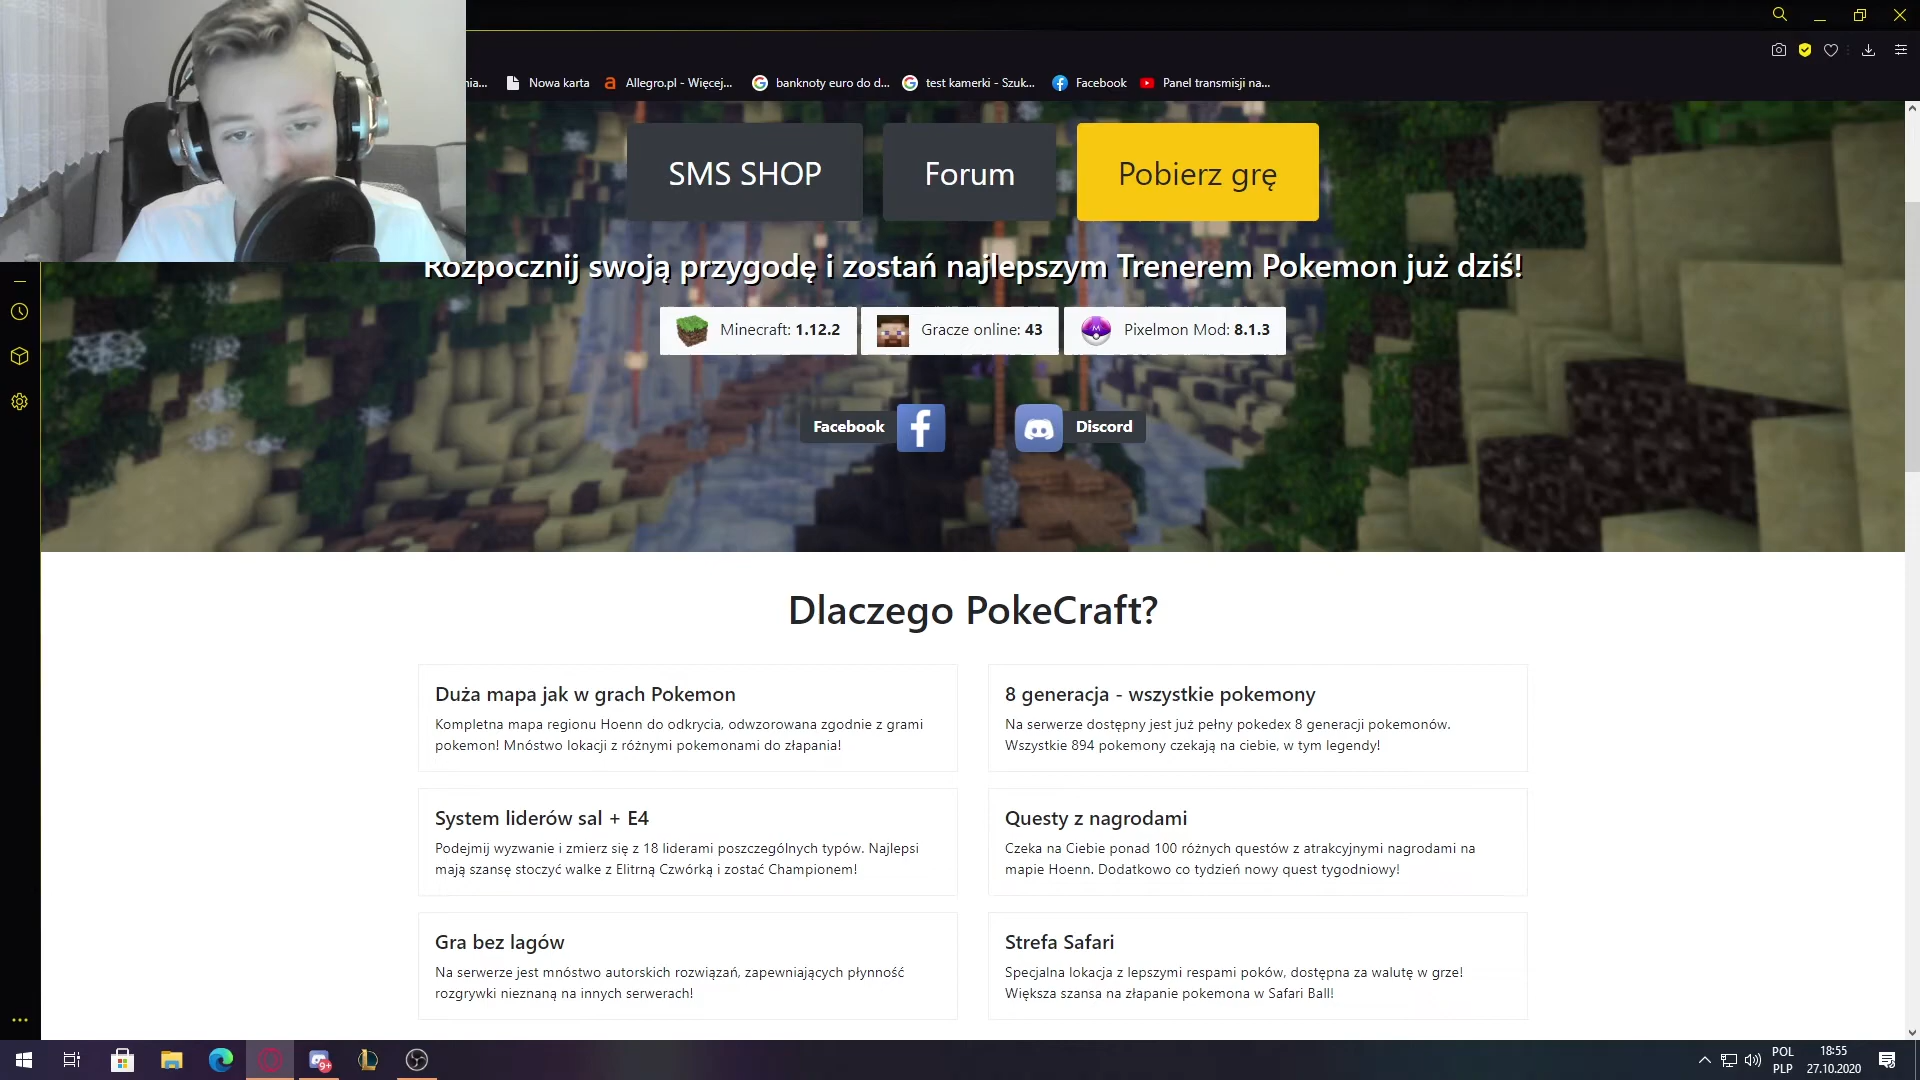 nia...
Nowa karta
Allegro.pl - Więcej...
banknoty euro do d...
test kamerki - Szuk...
Facebook
Panel transmisji na...
SMS SHOP
Forum
Pobierz grę
Rozpocznij swoją przygodę i zostań najlepszym Trenerem Pokemon już dziś!
Minecraft: 1.12.2
Gracze online: 43
M
Pixelmon Mod: 8.1.3
Facebook
Discord
Dlaczego PokeCraft?
Duża mapa jak w grach Pokemon
Kompletna mapa regionu Hoenn do odkrycia, odwzorowana zgodnie z grami
pokemon! Mnóstwo lokacji z różnymi pokemonami do złapania!
8 generacja - wszystkie pokemony
Na serwerze dostępny jest już pełny pokedex 8 generacji pokemonów.
Wszystkie 894 pokemony czekają na ciebie, w tym legendy!
System liderów sal + E4
Podejmij wyzwanie i zmierz się z 18 liderami poszczególnych typów. Najlepsi
mają szansę stoczyć walke z Elitrną Czwórką i zostać Championem!
Questy z nagrodami
Czeka na Ciebie ponad 100 różnych questów z atrakcyjnymi nagrodami na
mapie Hoenn. Dodatkowo co tydzień nowy quest tygodniowy!
Gra bez lagów
Na serwerze jest mnóstwo autorskich rozwiązań, zapewniających płynność
rozgrywki nieznaną na innych serwerach!
Strefa Safari
Specjalna lokacja z lepszymi respami poków, dostępna za walutę w grze!
Większa szansa na złapanie pokemona w Safari Ball!
9+
POL
PLP
18:55
27.10.2020